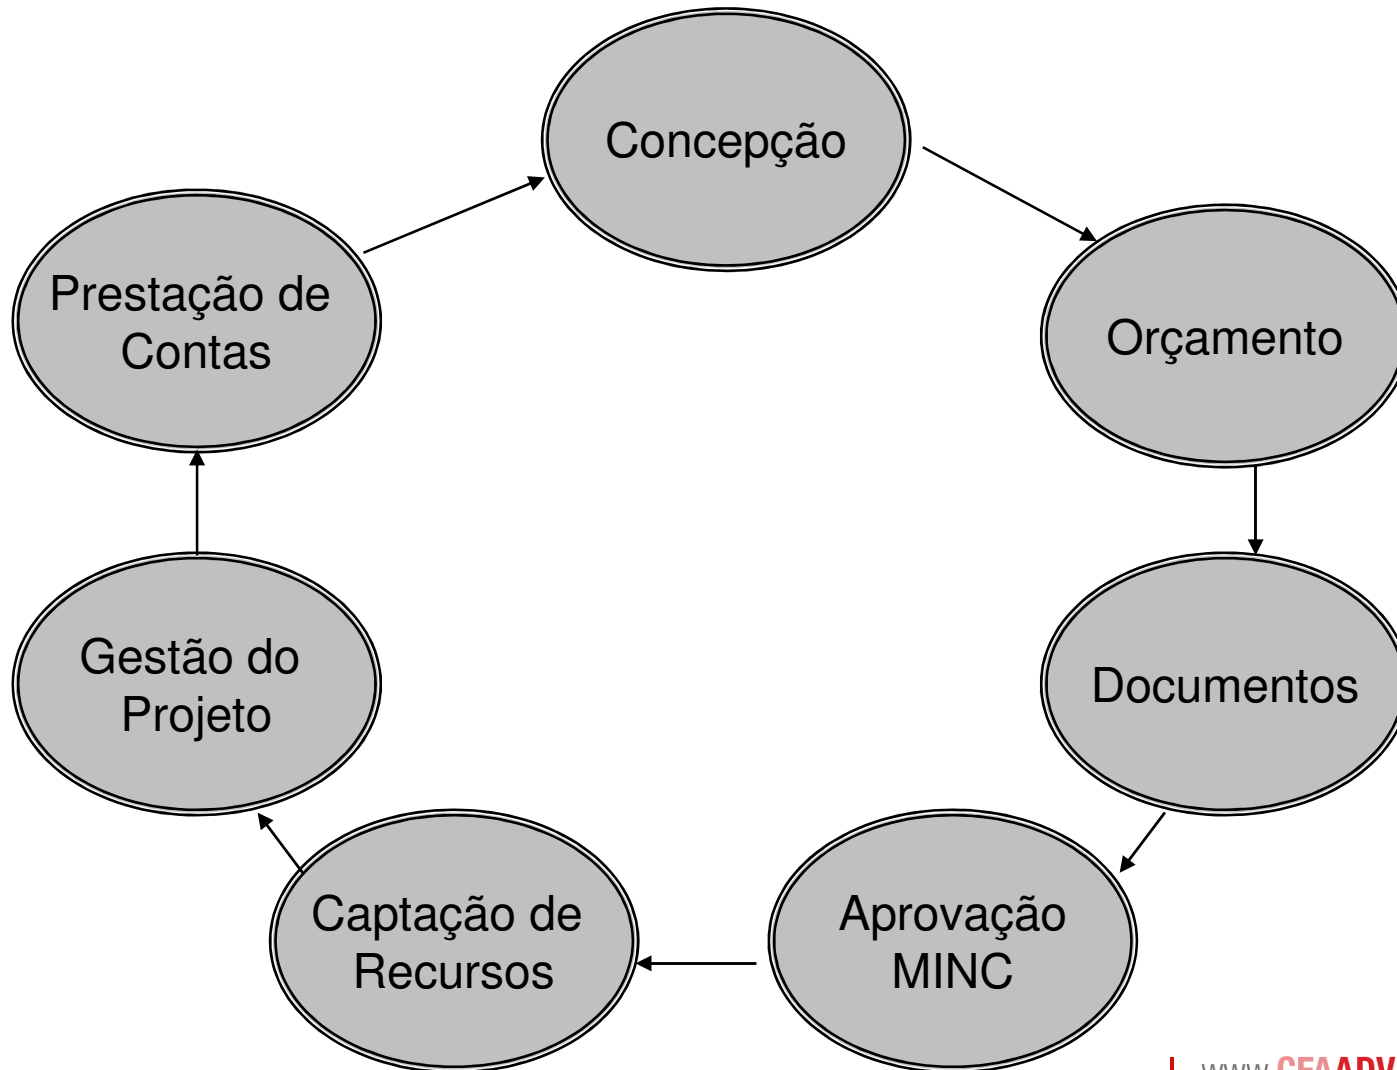 Concepção
Orçamento
Documentos
Aprovação
MINC
Captação de
Recursos
Gestão do
Projeto
Prestação de
Contas